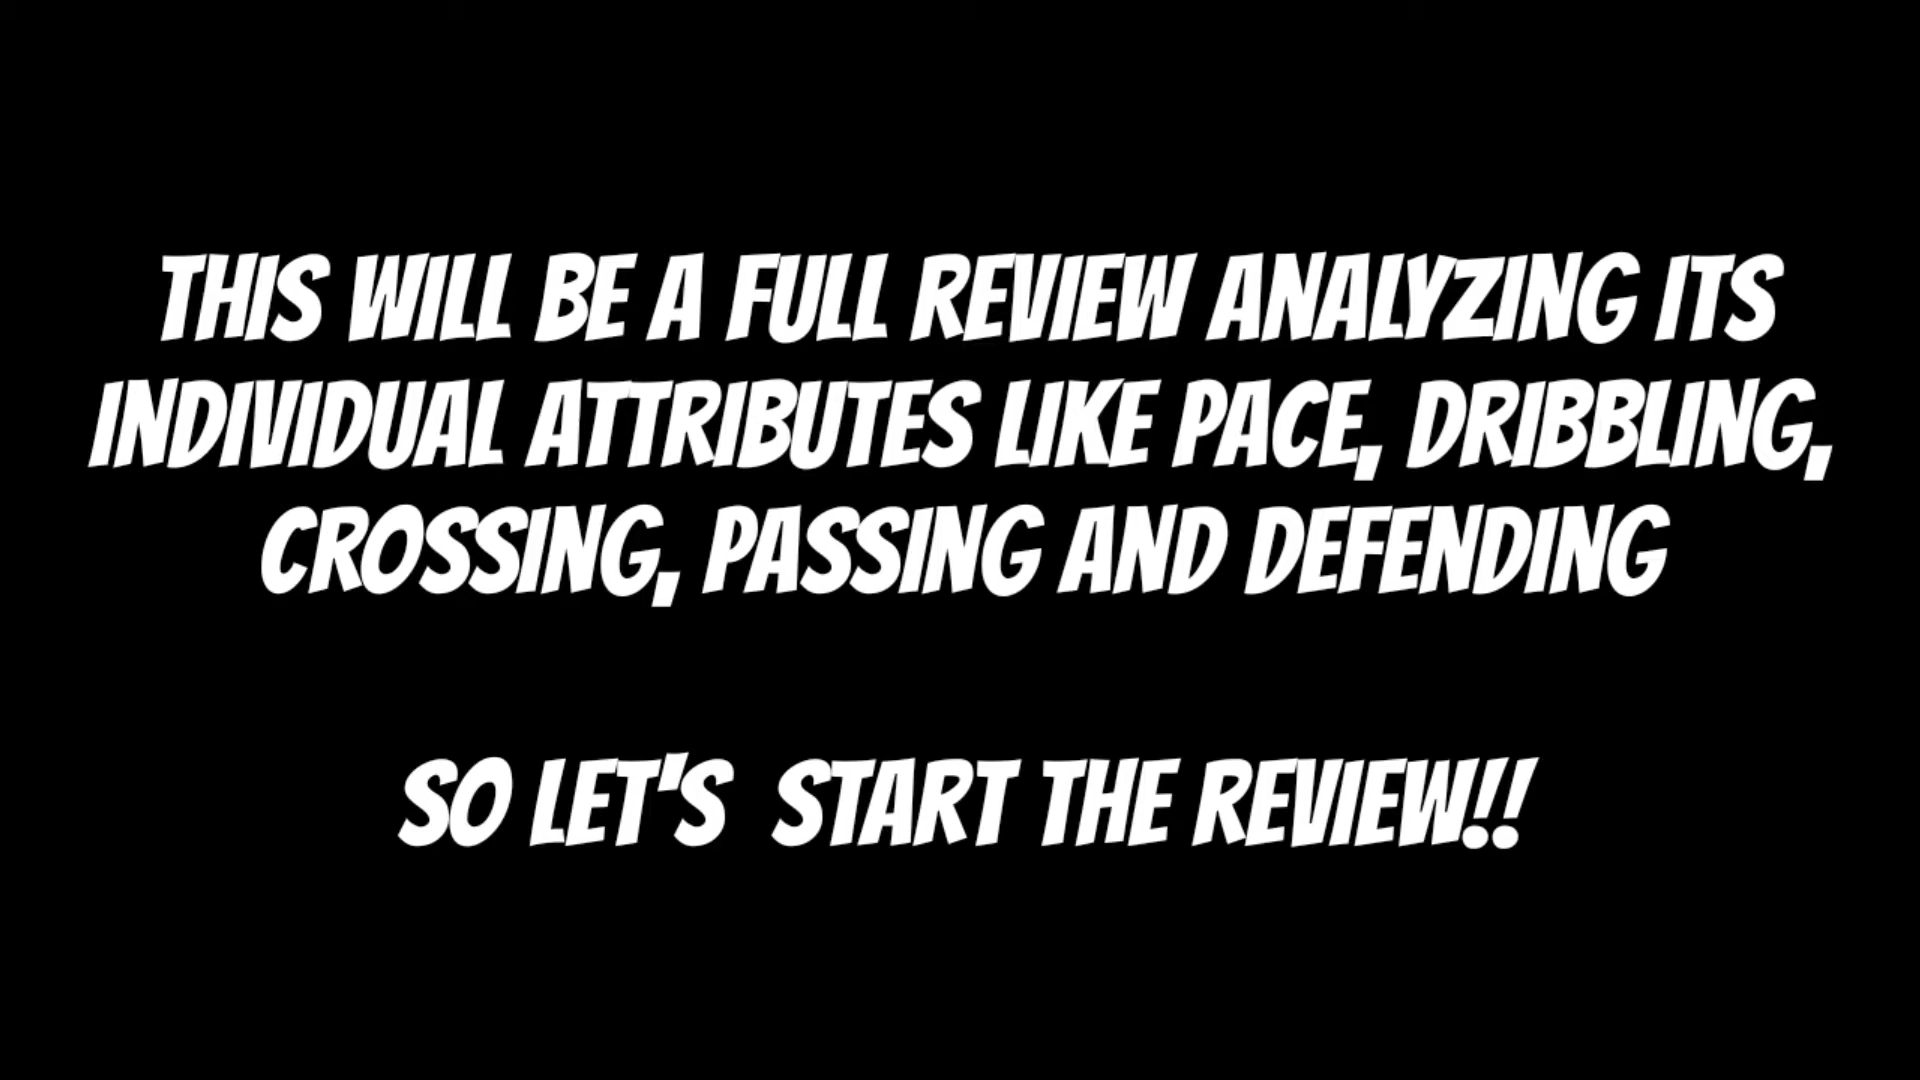 THIS WILL BE A FULL REVIEW ANALYZING ITS
INDIVIDUAL ATTRIBUTES LIKE PACE, DRIBBLING,
CROSSING, PASSING AND DEFENDING
SO LET'S START THE REVIEW!!